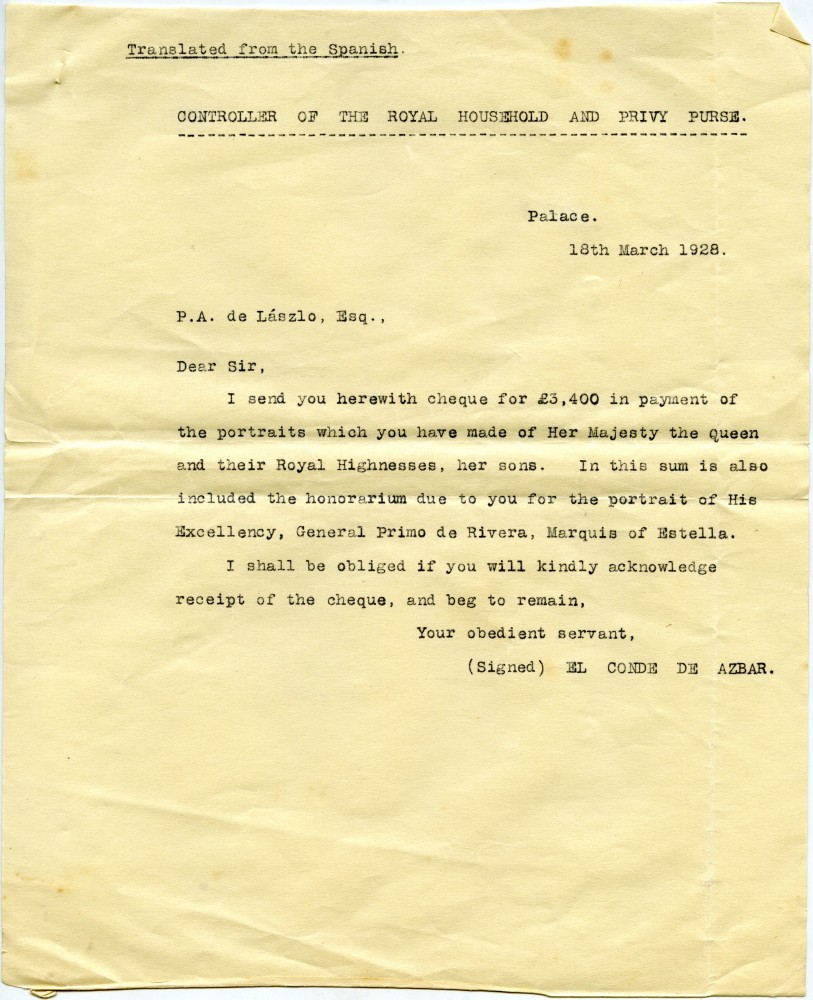 Translated from the Spanish.
CONTROLLER OF THE ROYAL HOUSEHOLD AND PRIVY PURSE.
Palace.
18th March 1928.
P.A. de László, Esq.,
Dear Sir,
I send you herewith cheque for £3,400 in payment of
the portraits which you have made of Her Majesty the Queen
and their Royal Highnesses, her sons. In this sum is also
included the honorarium due to you for the portrait of His
Excellency, General Primo de Rivera, Marquis of Estella.
I shall be obliged if you will kindly acknowledge
receipt of the cheque, and beg to remain,
Your obedient servant,
(Signed) EL CONDE DE AZBAR.